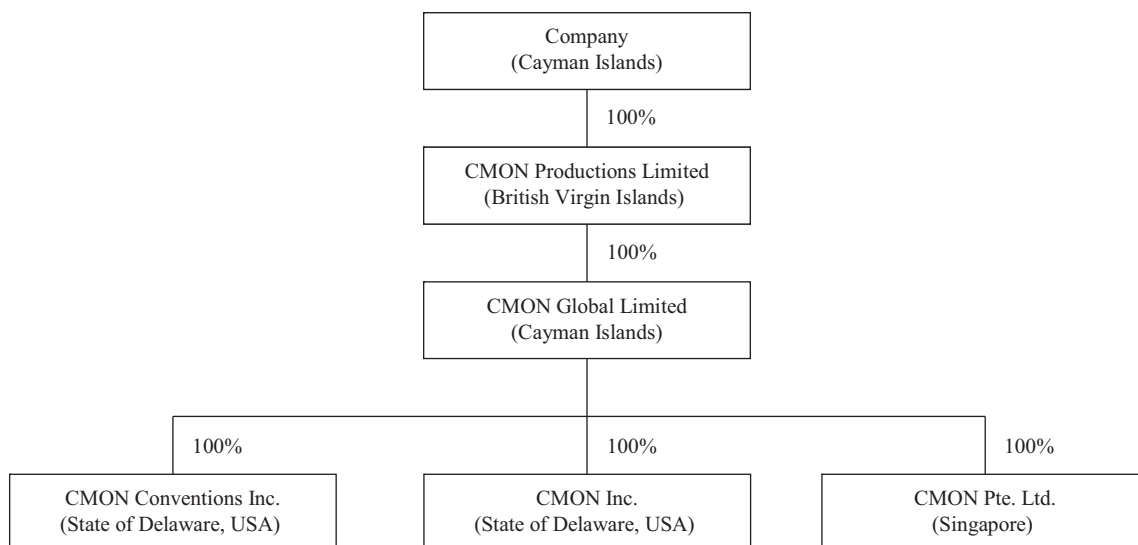 Company
(Cayman Islands)
100%
CMON Productions Limited
(British Virgin Islands)
100%
CMON Global Limited
(Cayman Islands)
100%
100%
100%
CMON Conventions Inc.
(State of Delaware, USA)
CMON Inc.
(State of Delaware, USA)
CMON Pte. Ltd.
(Singapore)